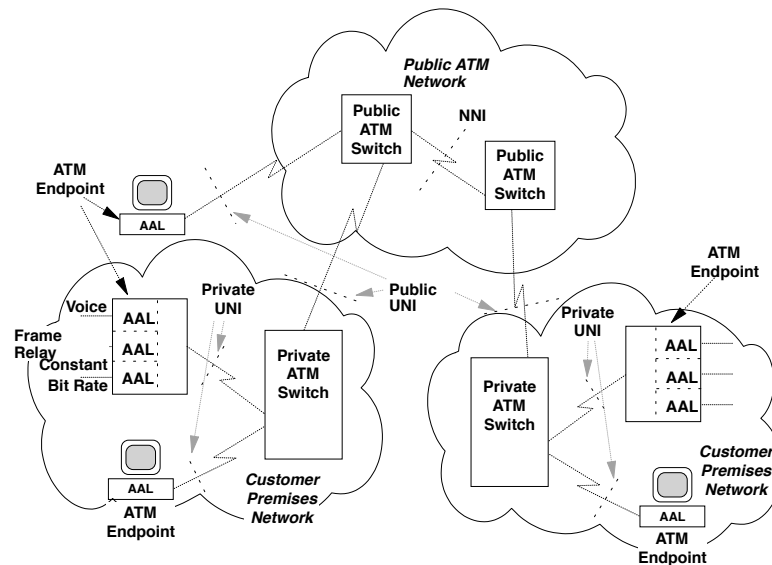 Public ATM
Network
Public
ATM
Switch
NNI
Public
ATM
Switch
ATM
Endpoint
AAL
ATM
Endpoint
Voice
Frame
Relay
Constant
Bit Rate
AAL
AAL
AAL
Private
UNI
Public
UNI
Private
ATM
Switch
Private
UNI
AAL
AAL
AAL
Private
ATM
Switch
AAL
ATM
Endpoint
Customer
Premises
Network
Customer
Premises
Network
AAL
ATM
Endpoint